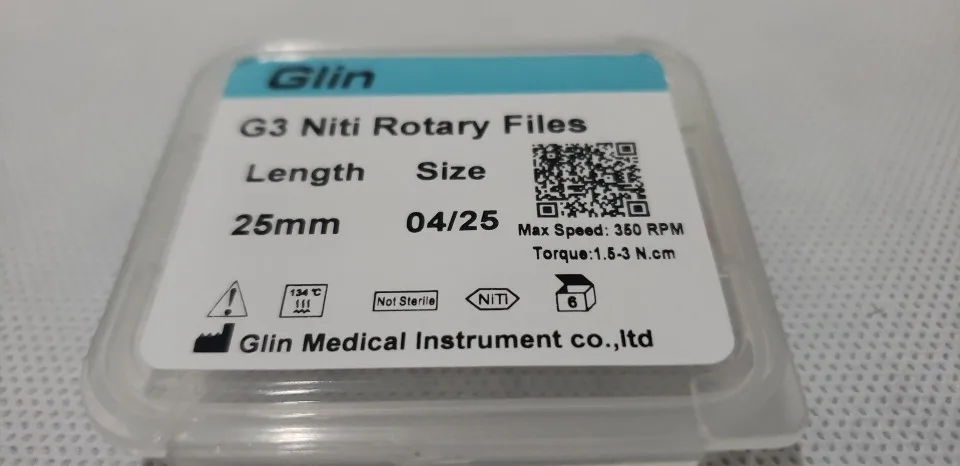 Glin
G3 Niti Rotary Files
Length Size
25mm 04/25
Max Speed: 350 RPM
Torque:1.5-3 N.cm
134 °C
Not Sterile
NiTi
6
Glin Medical Instrument co.,ltd